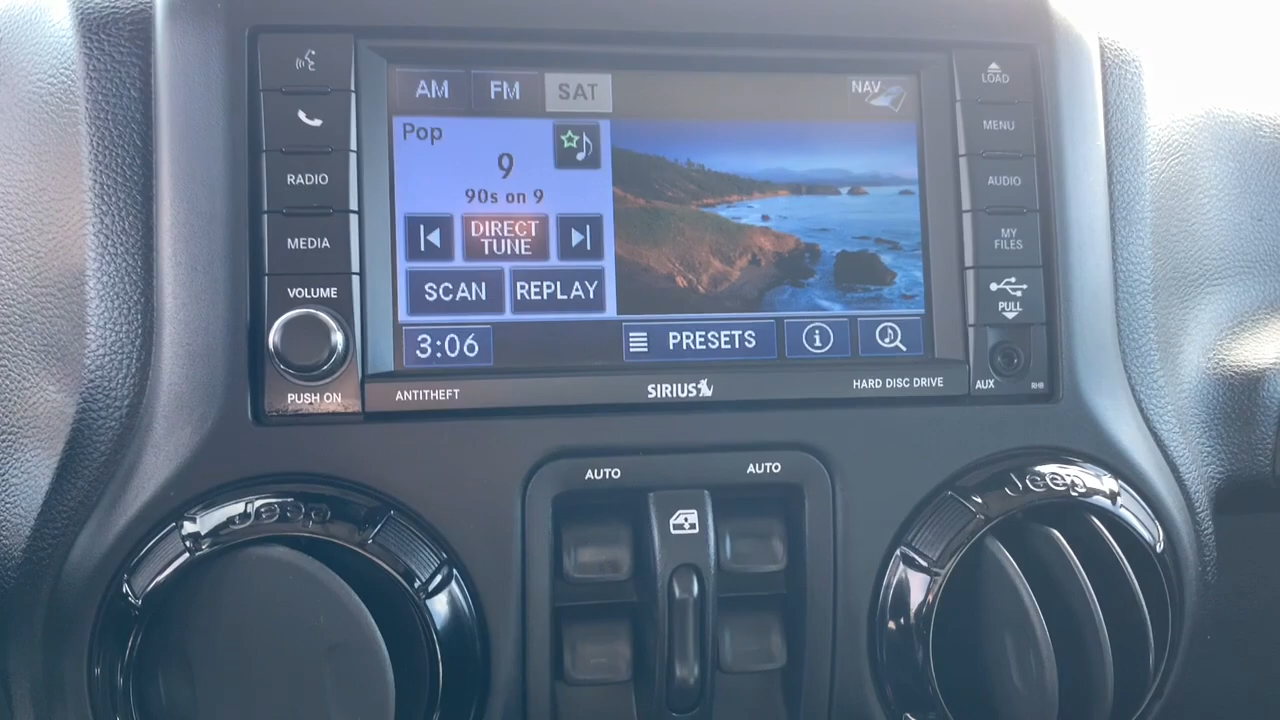 AM
FM
SAT
NAV
LOAD
Pop
9
90s on 9
DIRECT
TUNE
SCAN
REPLAY
3:06
PRESETS
i
RADIO
MEDIA
VOLUME
PUSH ON
MENU
AUDIO
MY
FILES
PULL
AUX
RHB
ANTITHEFT
SIRIUS
HARD DISC DRIVE
AUTO
AUTO
Jeep
Jeep